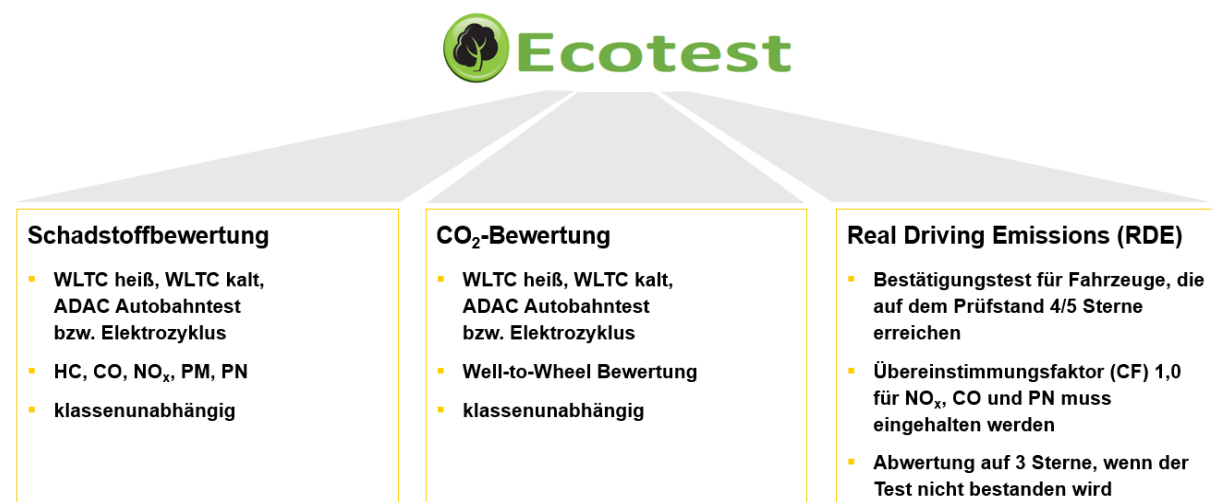 Ecotest
Schadstoffbewertung
WLTC heiß, WLTC kalt,
ADAC Autobahntest
bzw. Elektrozyklus
HC, CO, NOx, PM, PN
klassenunabhängig
CO₂-Bewertung
WLTC heiß, WLTC kalt,
ADAC Autobahntest
bzw. Elektrozyklus
Well-to-Wheel Bewertung
klassenunabhängig
Real Driving Emissions (RDE)
Bestätigungstest für Fahrzeuge, die
auf dem Prüfstand 4/5 Sterne
erreichen
Übereinstimmungsfaktor (CF) 1,0
für NOx, CO und PN muss
eingehalten werden
Abwertung auf 3 Sterne, wenn der
Test nicht bestanden wird